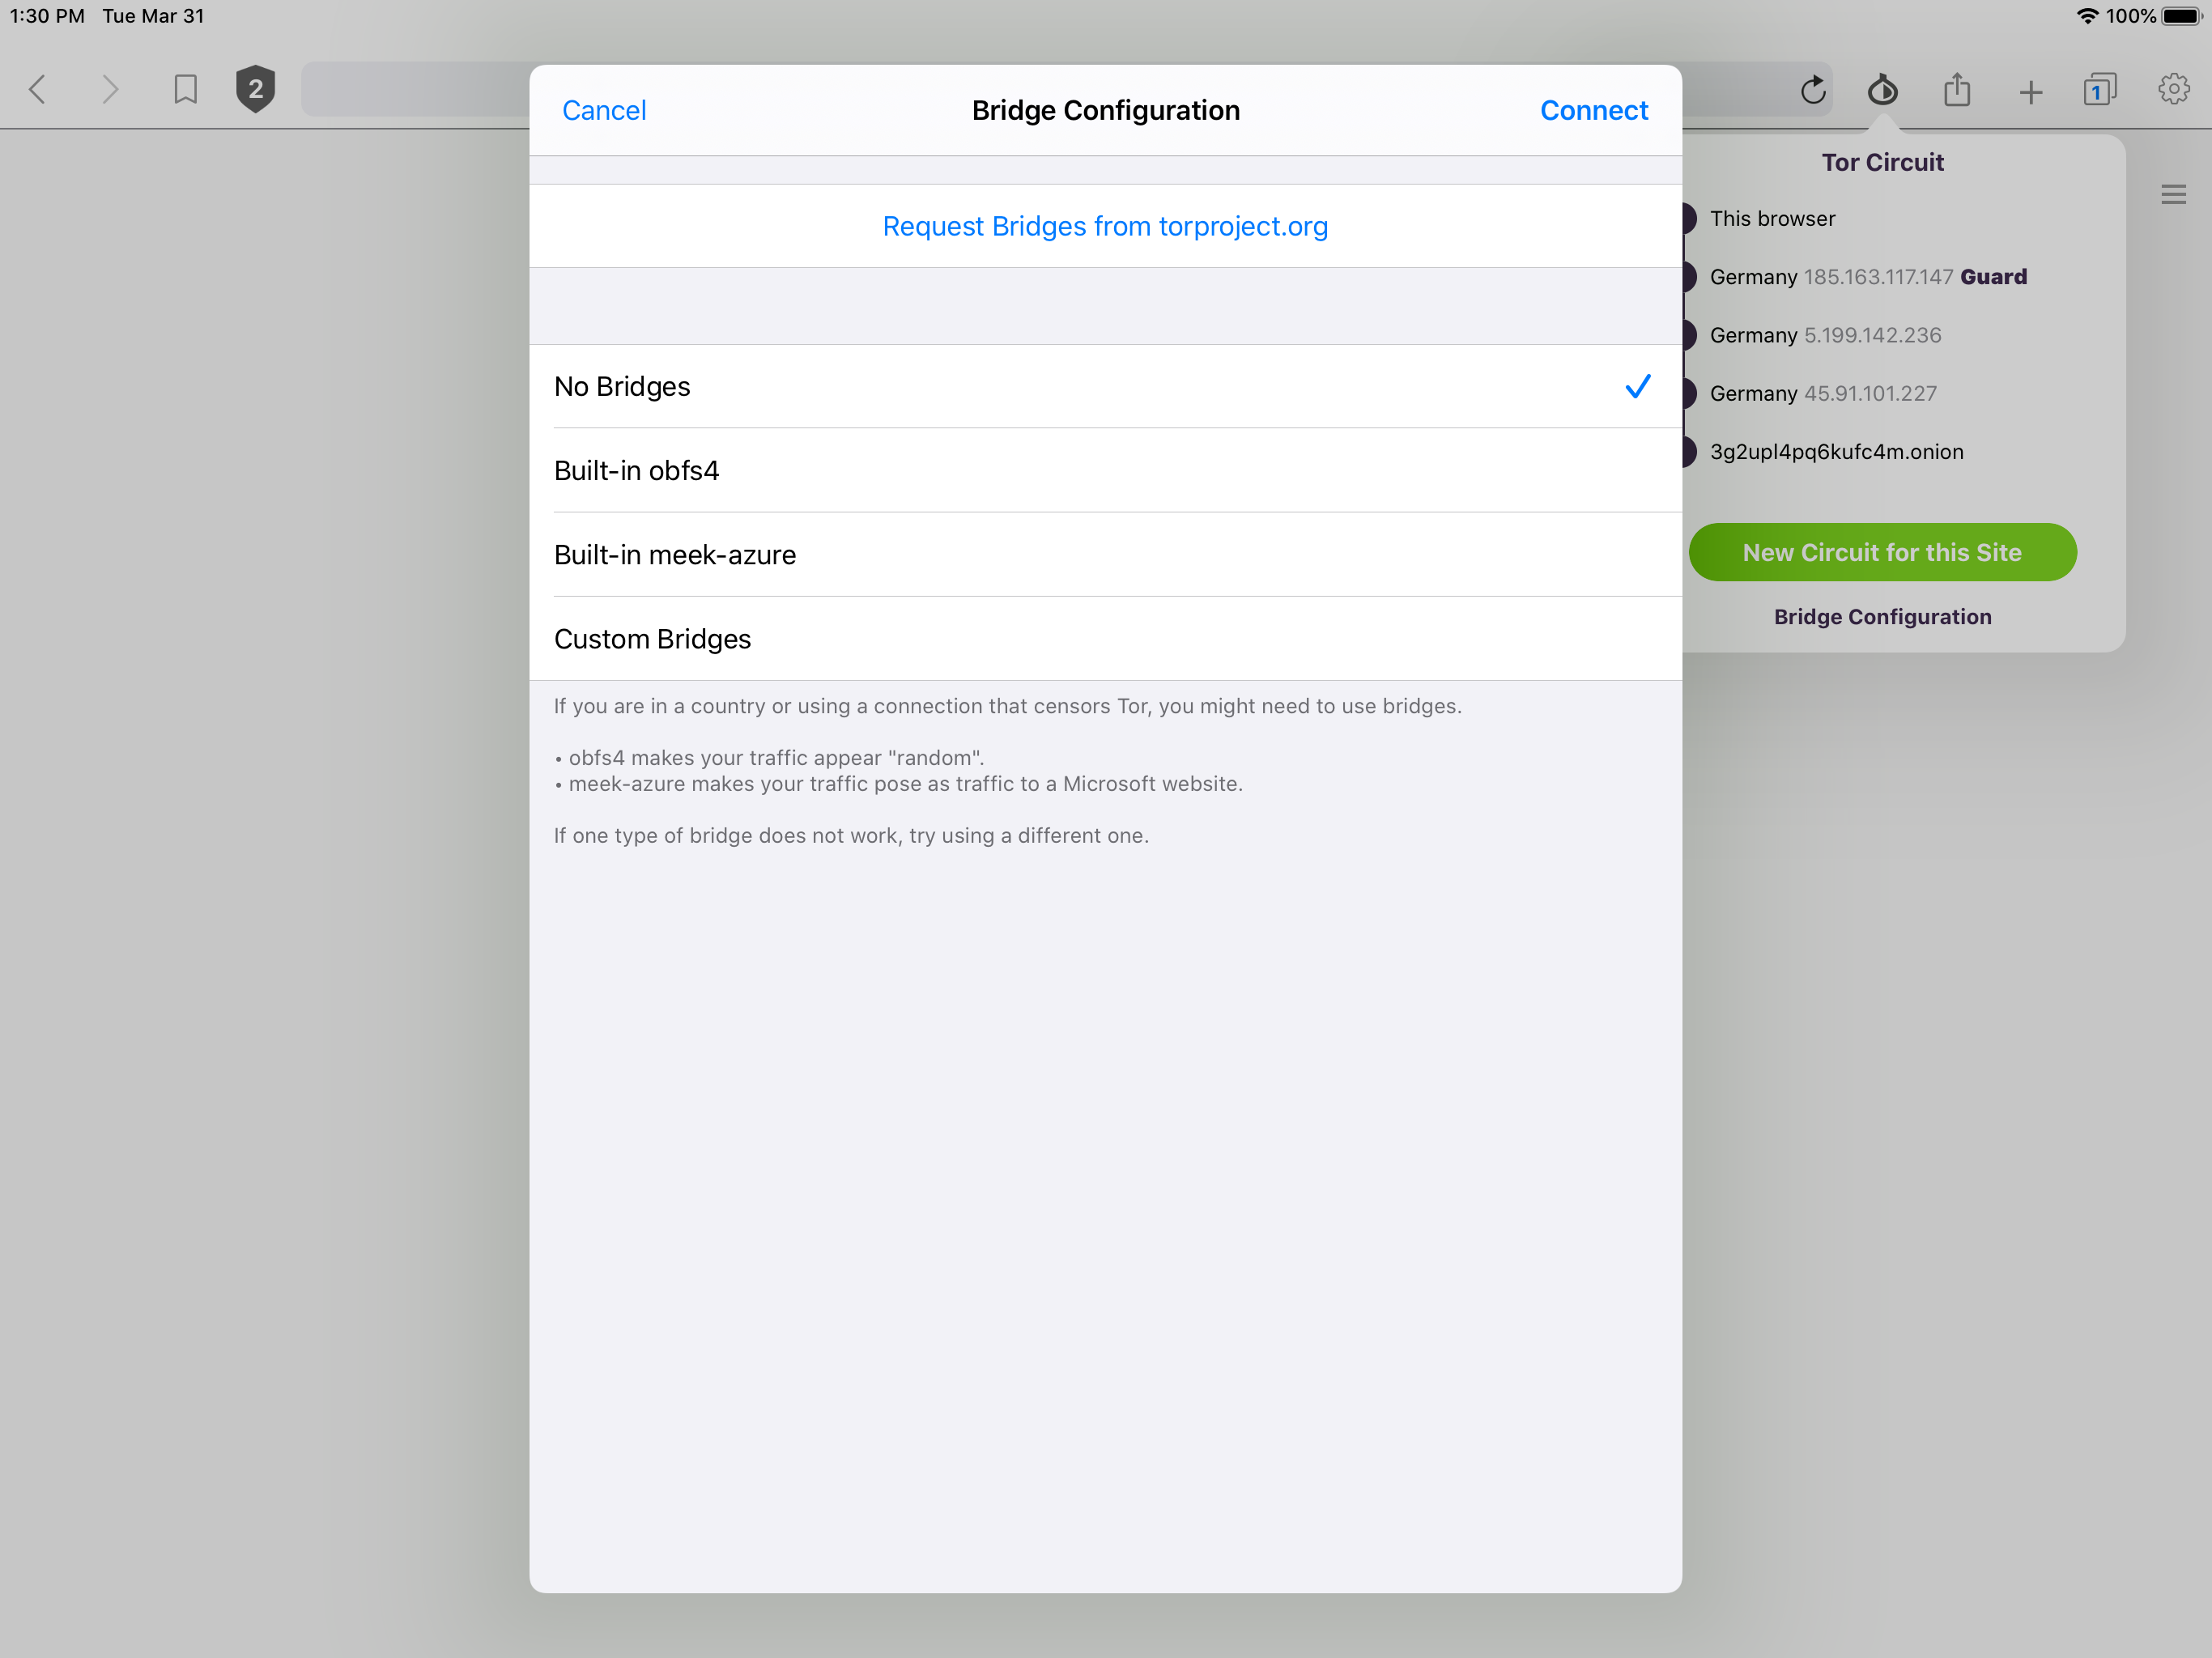 1:30 PM Tue Mar 31
100%
2
1
Cancel
Bridge Configuration
Connect
Request Bridges from torproject.org
No Bridges
Built-in obfs4
Built-in meek-azure
Custom Bridges
If you are in a country or using a connection that censors Tor, you might need to use bridges.
• obfs4 makes your traffic appear "random".
• meek-azure makes your traffic pose as traffic to a Microsoft website.
If one type of bridge does not work, try using a different one.
Tor Circuit
This browser
Germany 185.163.117.147 Guard
Germany 5.199.142.236
Germany 45.91.101.227
3g2upl4pq6kufc4m.onion
New Circuit for this Site
Bridge Configuration